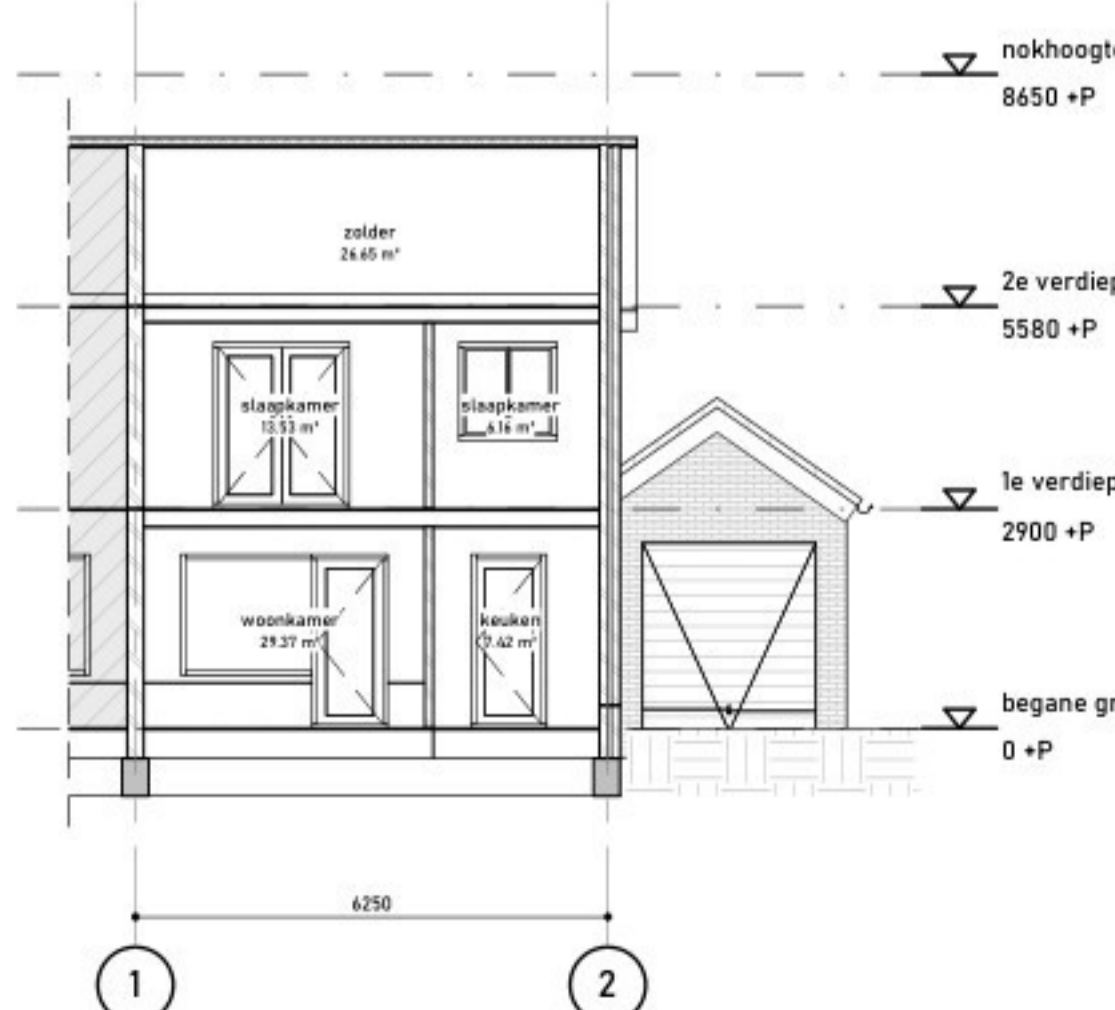 nokhoogte
8650 +P
zolder
26.65 m²
2e verdiep
5580 +P
slaapkamer
13.53 m²
slaapkamer
6.16 m²
1e verdiep
2900 +P
woonkamer
29.37 m²
keuken
7.42 m²
begane gr
0 +P
6250
1
2